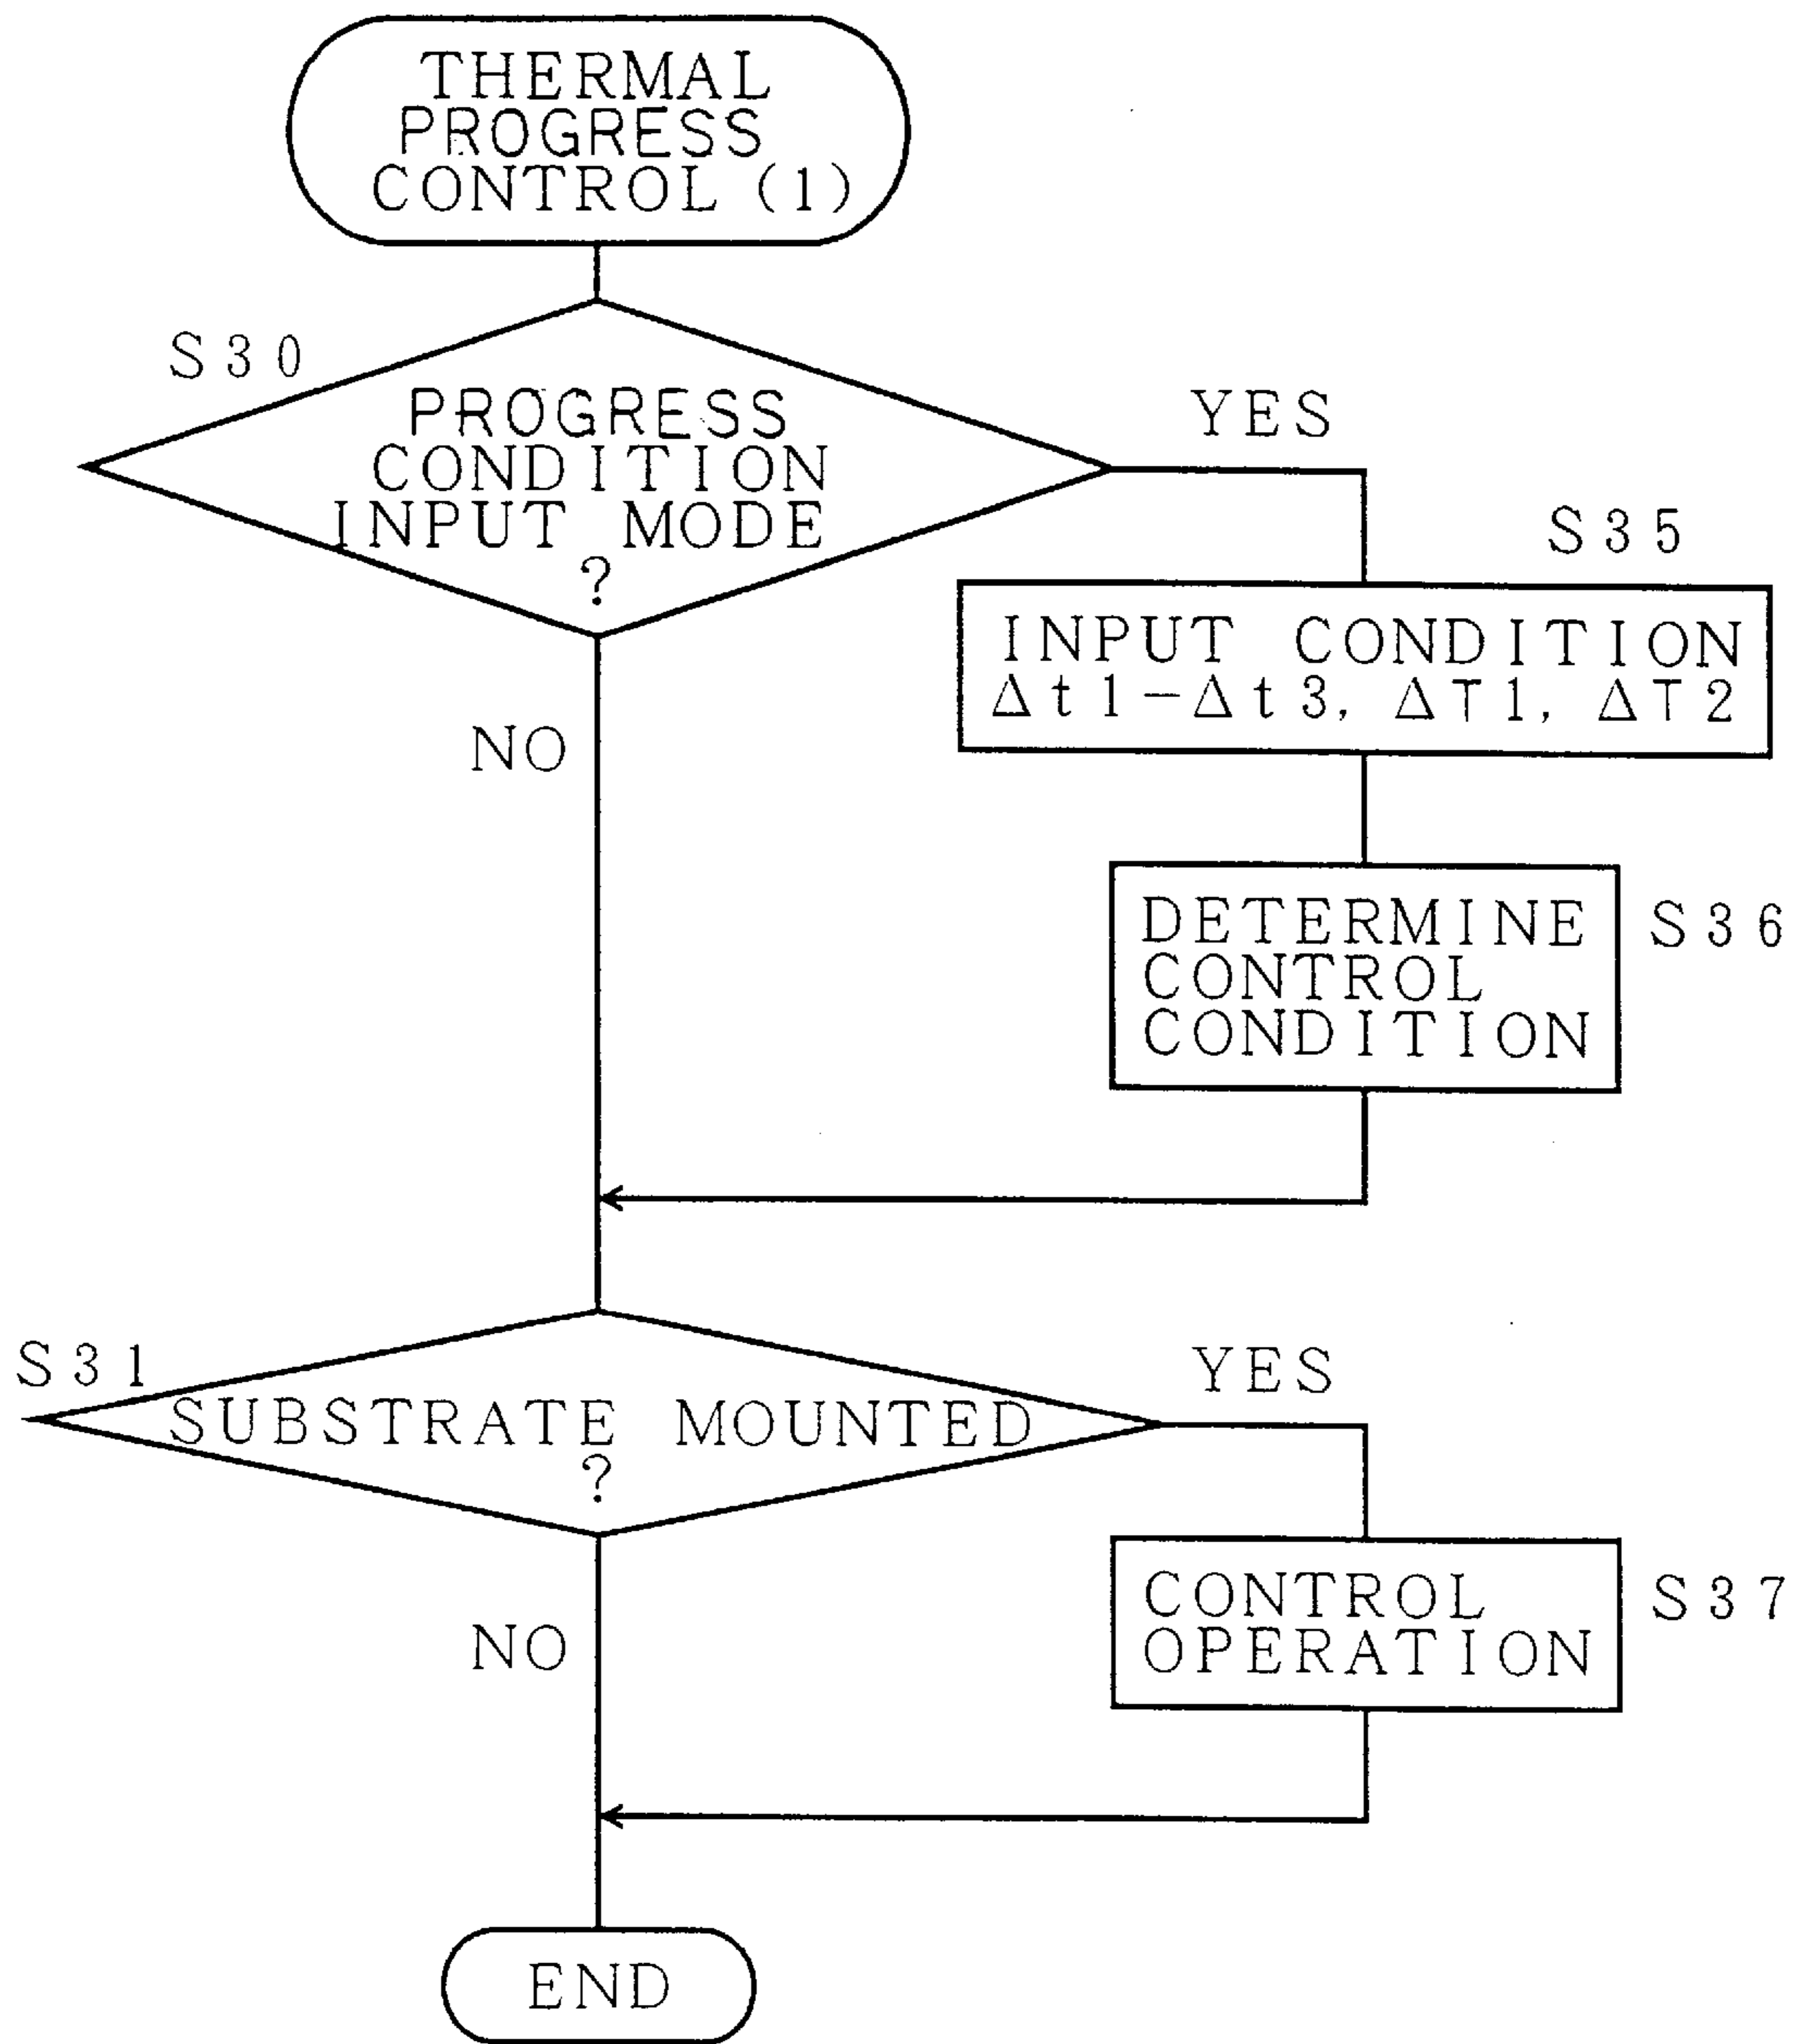 THERMAL
PROGRESS
CONTROL (1)
S30
PROGRESS
CONDITION
INPUT MODE
?
YES
NO
S35
INPUT CONDITION
Δt1-Δt3, ΔT1, ΔT2
DETERMINE
CONTROL
CONDITION
S36
S31
SUBSTRATE MOUNTED
?
YES
NO
CONTROL
OPERATION
S37
END